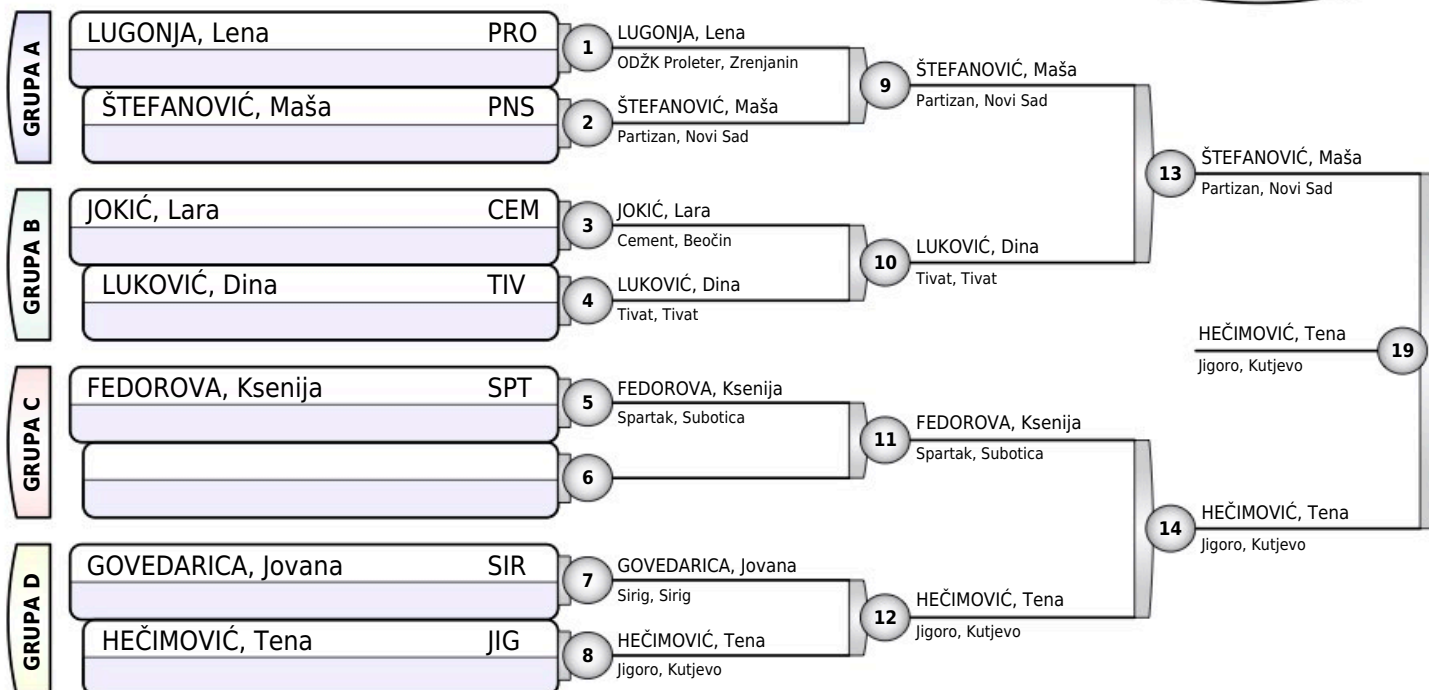 GRUPA A
LUGONJA, Lena PRO
ŠTEFANOVIĆ, Maša PNS
1
LUGONJA, Lena
ODŽK Proleter, Zrenjanin
2
ŠTEFANOVIĆ, Maša
Partizan, Novi Sad
9
ŠTEFANOVIĆ, Maša
Partizan, Novi Sad
13
ŠTEFANOVIĆ, Maša
Partizan, Novi Sad
GRUPA B
JOKIĆ, Lara CEM
LUKOVIĆ, Dina TIV
3
JOKIĆ, Lara
Cement, Beočin
4
LUKOVIĆ, Dina
Tivat, Tivat
10
LUKOVIĆ, Dina
Tivat, Tivat
HEČIMOVIĆ, Tena
Jigoro, Kutjevo
19
GRUPA C
FEDOROVA, Ksenija SPT
5
FEDOROVA, Ksenija
Spartak, Subotica
6
11
FEDOROVA, Ksenija
Spartak, Subotica
14
HEČIMOVIĆ, Tena
Jigoro, Kutjevo
GRUPA D
GOVEDARICA, Jovana SIR
HEČIMOVIĆ, Tena JIG
7
GOVEDARICA, Jovana
Sirig, Sirig
8
HEČIMOVIĆ, Tena
Jigoro, Kutjevo
12
HEČIMOVIĆ, Tena
Jigoro, Kutjevo